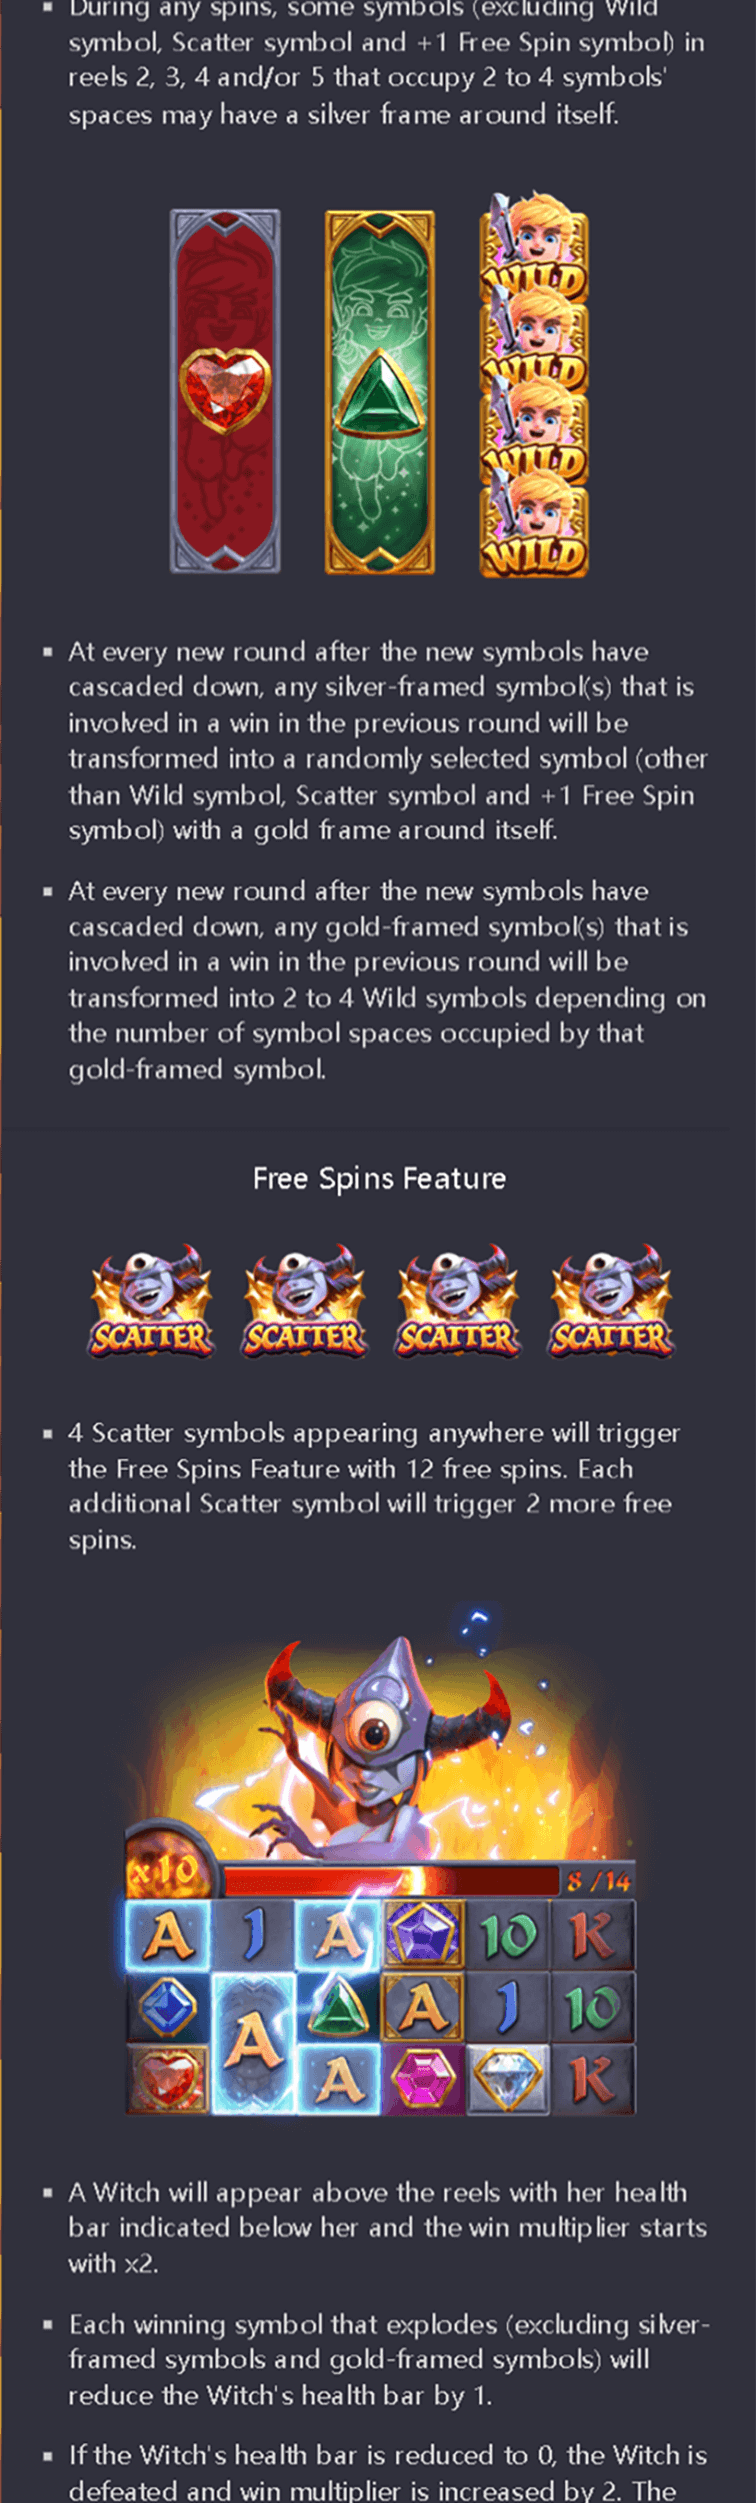 ▪ During any spins, some symbols (excluding Wild
symbol, Scatter symbol and +1 Free Spin symbol) in
reels 2, 3, 4 and/or 5 that occupy 2 to 4 symbols'
spaces may have a silver frame around itself.
WILD
WILD
WILD
WILD
▪ At every new round after the new symbols have
cascaded down, any silver-framed symbol(s) that is
involved in a win in the previous round will be
transformed into a randomly selected symbol (other
than Wild symbol, Scatter symbol and +1 Free Spin
symbol) with a gold frame around itself.
▪ At every new round after the new symbols have
cascaded down, any gold-framed symbol(s) that is
involved in a win in the previous round will be
transformed into 2 to 4 Wild symbols depending on
the number of symbol spaces occupied by that
gold-framed symbol.
Free Spins Feature
SCATTER SCATTER SCATTER SCATTER
▪ 4 Scatter symbols appearing anywhere will trigger
the Free Spins Feature with 12 free spins. Each
additional Scatter symbol will trigger 2 more free
spins.
x10 8 /14
A J A 10 K
A A J 10
A K
▪ A Witch will appear above the reels with her health
bar indicated below her and the win multiplier starts
with x2.
▪ Each winning symbol that explodes (excluding silver-
framed symbols and gold-framed symbols) will
reduce the Witch's health bar by 1.
▪ If the Witch's health bar is reduced to 0, the Witch is
defeated and win multiplier is increased by 2. The